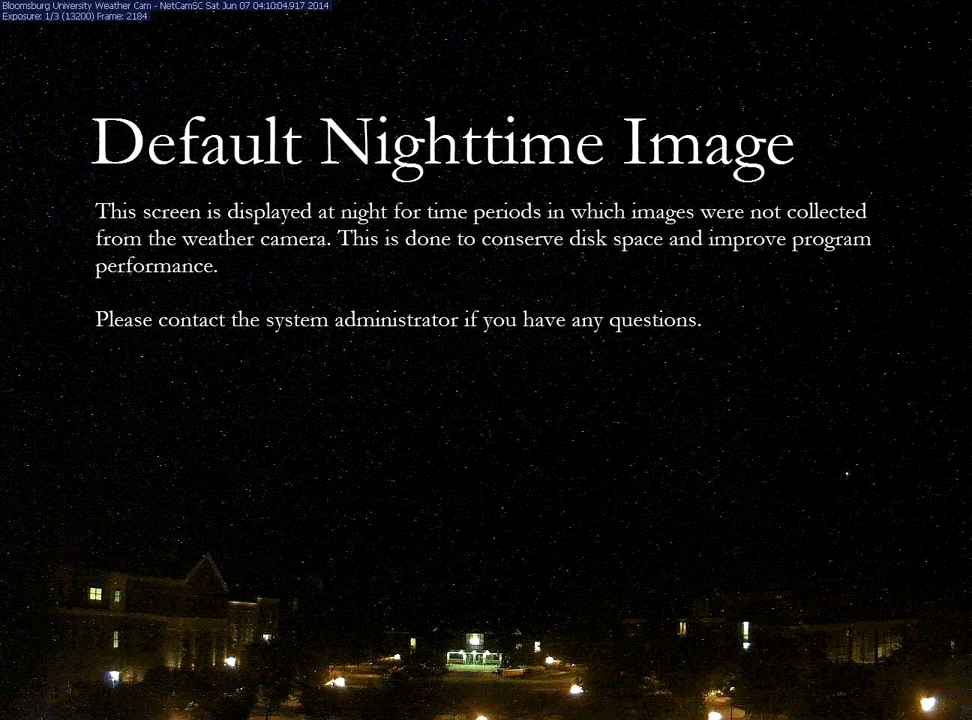 Bloomsburg University Weather Cam - NetCamSC Sat Jun 07 04:10:04.917 2014
Exposure: 1/3 (13200) Frame: 2184
Default Nighttime Image
This screen is displayed at night for time periods in which images were not collected
from the weather camera. This is done to conserve disk space and improve program
performance.
Please contact the system administrator if you have any questions.